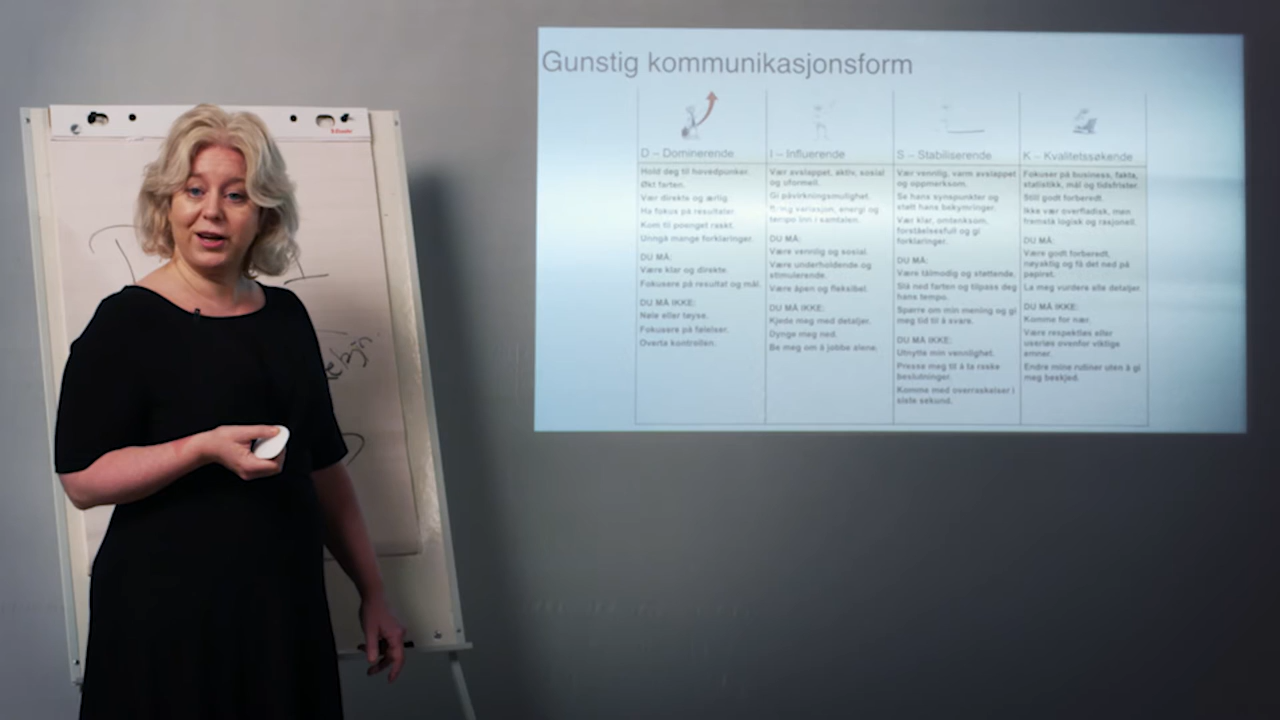 Gunstig kommunikasjonsform
D – Dominerende
Hold deg til hovedpunkter.
Økt farten.
Vær direkte og ærlig.
Ha fokus på resultater.
Kom til poenget raskt.
Unngå mange forklaringer.
DU MÅ:
Være klar og direkte.
Fokusere på resultat og mål.
DU MÅ IKKE:
Nøle eller tøyse.
Fokusere på følelser.
Overta kontrollen.
I – Influerende
Vær avslappet, aktiv, sosial
og uformell.
Gi påvirkningsmulighet.
variasjon, energi og
tempo inn i samtalen.
DU MÅ:
Være vennlig og sosial.
Være underholdende og
stimulerende.
Være åpen og fleksibel.
DU MÅ IKKE:
Kjede meg med detaljer.
Dynge meg ned.
Be meg om å jobbe alene.
S – Stabiliserende
Vær vennlig, varm avslappet
og oppmerksom.
Se hans synspunkter og
støtt hans bekymringer.
Vær klar, omtenksom,
forståelsesfull og gi
forklaringer.
DU MÅ:
Være tålmodig og støttende.
Slå ned farten og tilpass deg
hans tempo.
Spørre om min mening og gi
meg tid til å svare.
DU MÅ IKKE:
Utnytte min vennlighet.
Presse meg til å ta raske
beslutninger.
Komme med overraskelser i
siste sekund.
K – Kvalitetssøkende
Fokuser på business, fakta,
statistikk, mål og tidsfrister.
Still godt forberedt.
Ikke vær overfladisk, men
fremstå logisk og rasjonell.
DU MÅ:
Være godt forberedt,
nøyaktig og få det ned på
papiret.
La meg vurdere alle detaljer.
DU MÅ IKKE:
Komme for nær.
Være respektløs eller
useriøs ovenfor viktige
emner.
Endre mine rutiner uten å gi
meg beskjed.